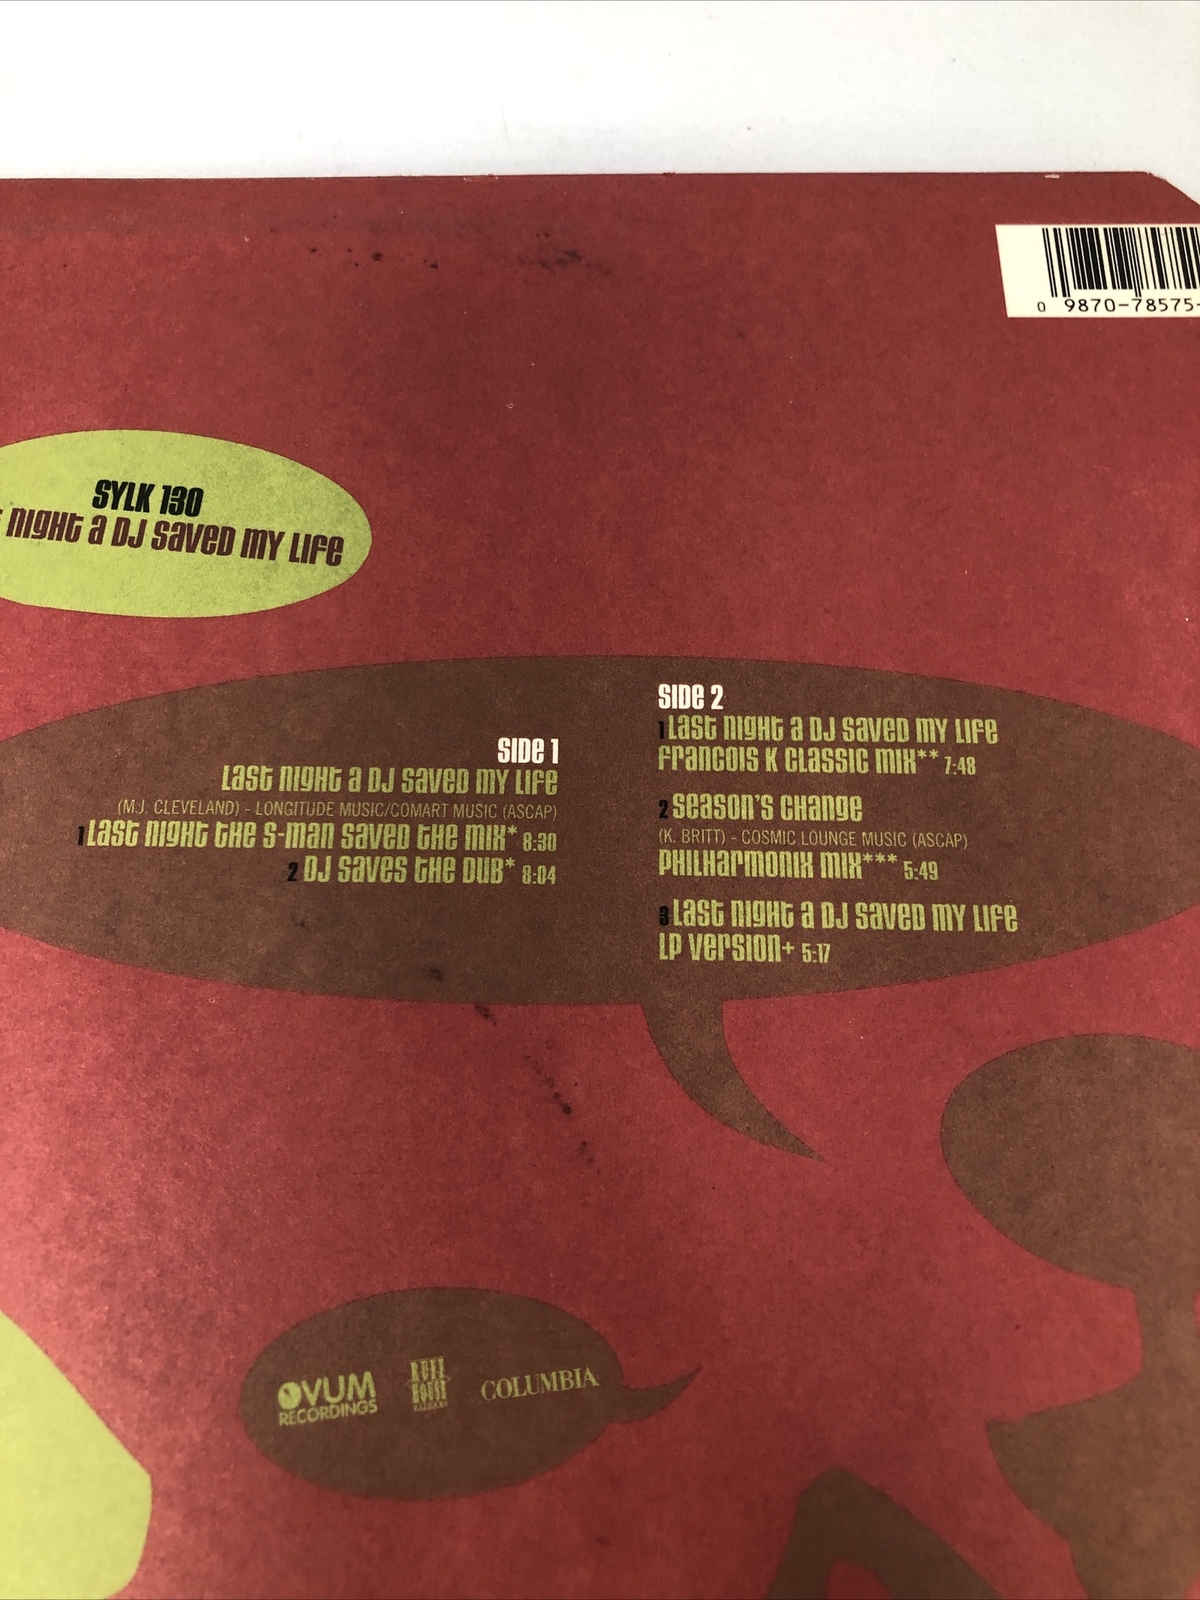 0 9870-78575-
SYLK 130
night a DJ saved my life
Side 1
Last night a DJ saved my life
(M.J. CLEVELAND) - LONGITUDE MUSIC/COMART MUSIC (ASCAP)
1 Last night the S-man saved the mix* 8:30
2 DJ saves the dub* 8:04
Side 2
1 Last night a DJ saved my life
Francois K Classic mix** 7:48
2 Season's change
(K. BRITT) - COSMIC LOUNGE MUSIC (ASCAP)
Philharmonix mix*** 5:49
3 Last night a DJ saved my life
LP version+ 5:17
OVUM
RECORDINGS
RUFF
HOUSE
COLUMBIA